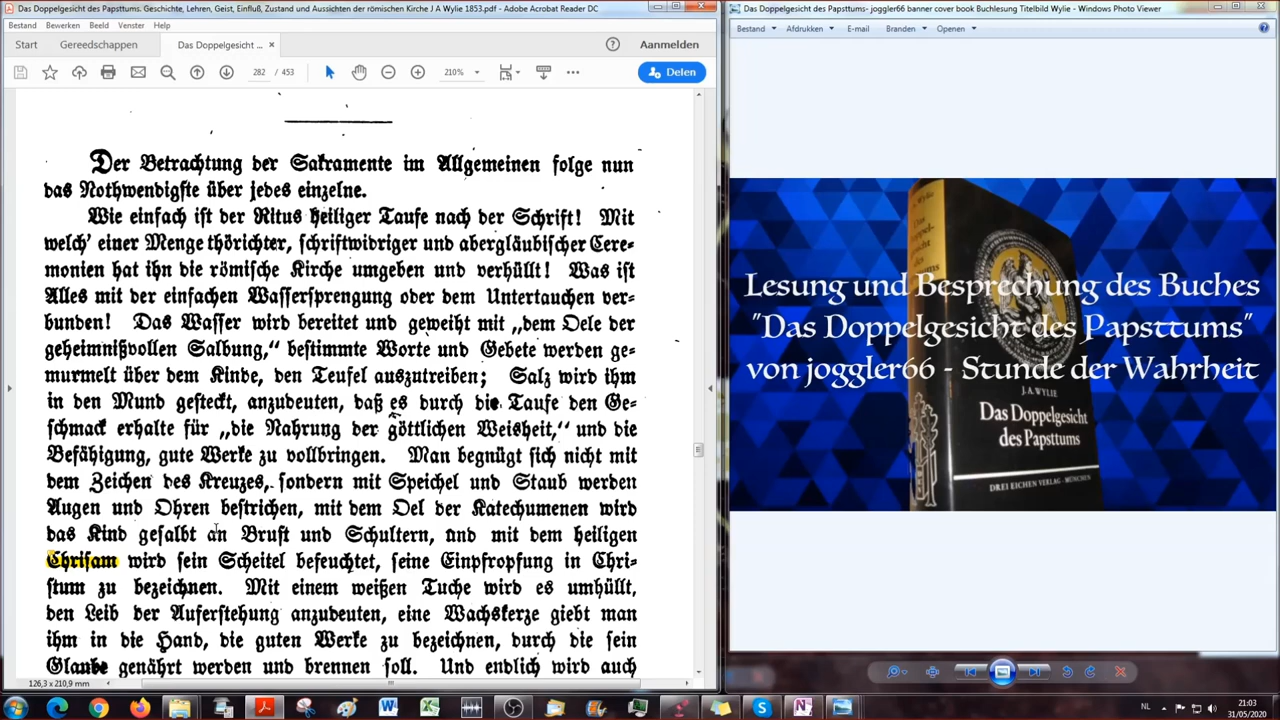 Das Doppelgesicht des Papsttums. Geschichte, Lehren, Geist, Einfluß, Zustand und Aussichten der römischen Kirche J A Wylie 1853.pdf - Adobe Acrobat Reader DC
Bestand Bewerken Beeld Venster Help
Start Gereedschappen Das Doppelgesicht ... × Aanmelden
282 / 453 210% Delen
Der Betrachtung der Sakramente im Allgemeinen folge nun
das Nothwendigste über jedes einzelne.
Wie einfach ist der Ritus heiliger Taufe nach der Schrift! Mit
welch' einer Menge thörichter, schriftwidriger und abergläubischer Cere-
monien hat ihn die römische Kirche umgeben und verhüllt! Was ist
Alles mit der einfachen Wassersprengung oder dem Untertauchen ver-
bunden! Das Wasser wird bereitet und geweiht mit „dem Oele der
geheimnißvollen Salbung,“ bestimmte Worte und Gebete werden ge-
murmelt über dem Kinde, den Teufel auszutreiben; Salz wird ihm
in den Mund gesteckt, anzudeuten, daß es durch die Taufe den Ge-
schmack erhalte für „die Nahrung der göttlichen Weisheit,“ und die
Befähigung, gute Werke zu vollbringen. Man begnügt sich nicht mit
dem Zeichen des Kreuzes, sondern mit Speichel und Staub werden
Augen und Ohren bestrichen, mit dem Oel der Katechumenen wird
das Kind gesalbt an Brust und Schultern, und mit dem heiligen
Chrisam wird sein Scheitel befeuchtet, seine Einpfropfung in Chri-
stum zu bezeichnen. Mit einem weißen Tuche wird es umhüllt,
den Leib der Auferstehung anzudeuten, eine Wachskerze giebt man
ihm in die Hand, die guten Werke zu bezeichnen, durch die sein
Glaube genährt werden und brennen soll. Und endlich wird auch
126,3 x 210,9 mm
Das Doppelgesicht des Papsttums- joggler66 banner cover book Buchlesung Titelbild Wylie - Windows Photo Viewer
Bestand Afdrukken E-mail Branden Openen
Lesung und Besprechung des Buches
"Das Doppelgesicht des Papsttums"
von joggler66 - Stunde der Wahrheit
J.A.WYLIE
Das Doppelgesicht
des Papsttums
DREI EICHEN VERLAG · MÜNCHEN
NL
21:03
31/05/2020